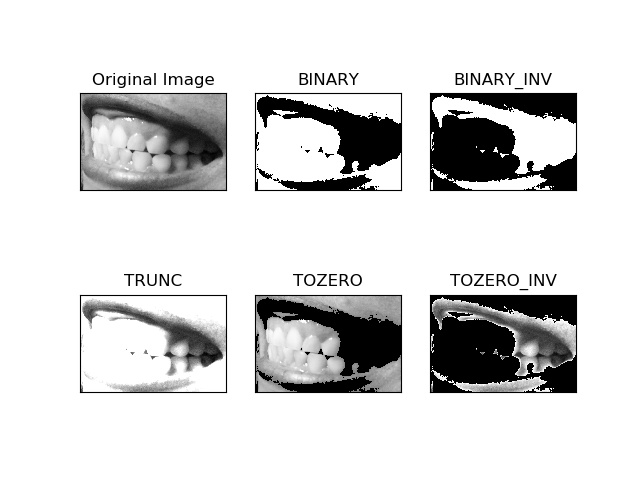 Original Image
BINARY
BINARY_INV
TRUNC
TOZERO
TOZERO_INV